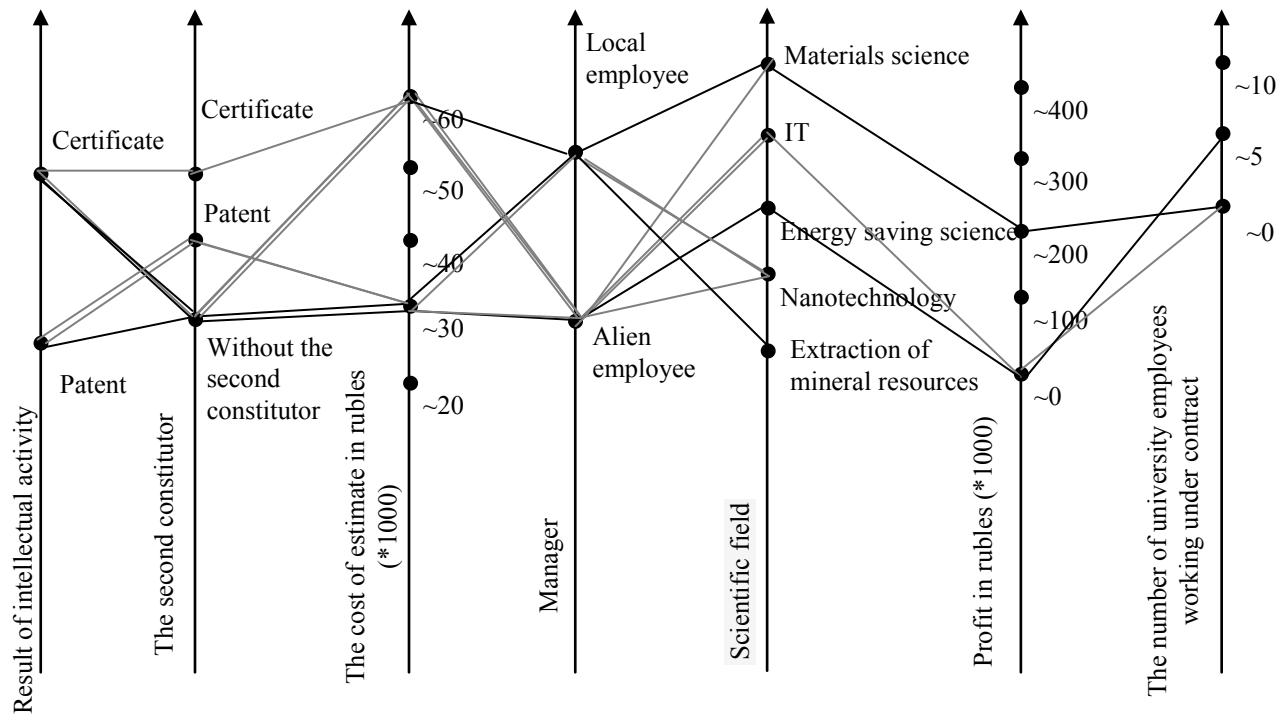 Certificate
Patent
Result of intellectual activity
Certificate
Patent
Without the
second
constitutor
The second constitutor
~60
~50
~40
~30
~20
The cost of estimate in rubles
(*1000)
Local
employee
Alien
employee
Manager
Materials science
IT
Energy saving science
Nanotechnology
Extraction of
mineral resources
Scientific field
~400
~300
~200
~100
~0
Profit in rubles (*1000)
~10
~5
~0
The number of university employees
working under contract